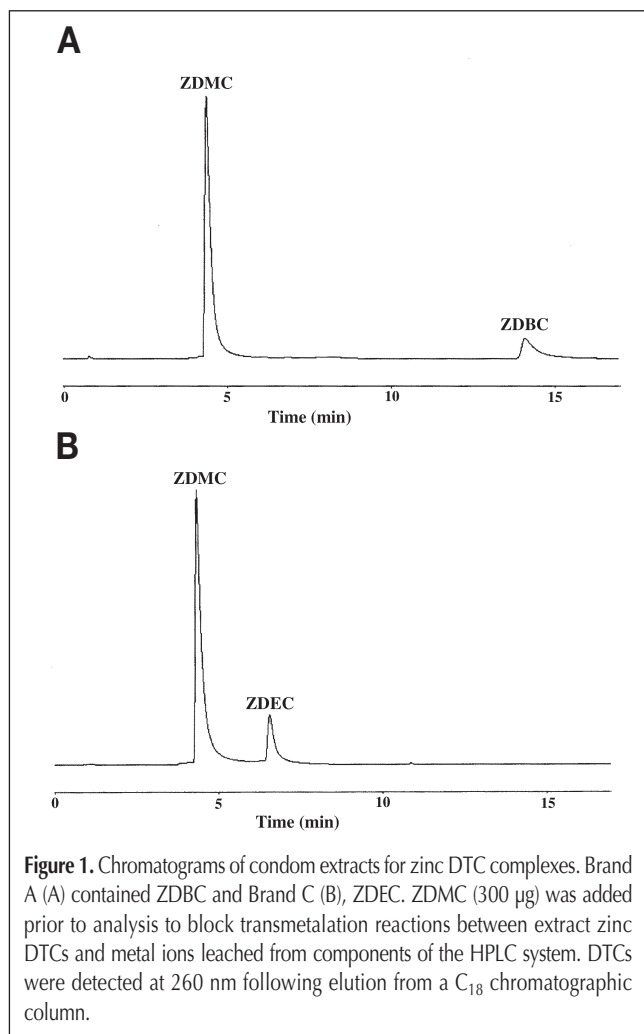 A
ZDMC
ZDBC
0 5 10 15
Time (min)
B
ZDMC
ZDEC
0 5 10 15
Time (min)
Figure 1. Chromatograms of condom extracts for zinc DTC complexes. Brand
A (A) contained ZDBC and Brand C (B), ZDEC. ZDMC (300 µg) was added
prior to analysis to block transmetalation reactions between extract zinc
DTCs and metal ions leached from components of the HPLC system. DTCs
were detected at 260 nm following elution from a C₁₈ chromatographic
column.